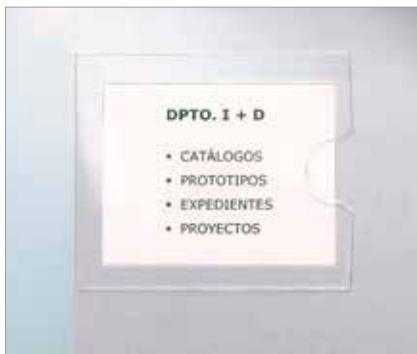 DPTO. I + D
• CATÁLOGOS
• PROTOTIPOS
• EXPEDIENTES
• PROYECTOS